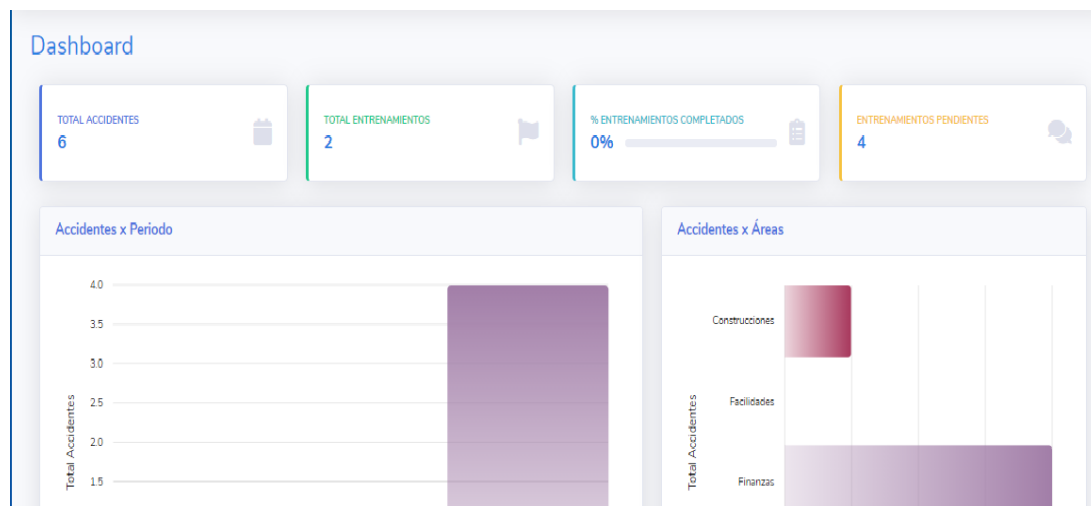 Dashboard
TOTAL ACCIDENTES
6
TOTAL ENTRENAMIENTOS
2
% ENTRENAMIENTOS COMPLETADOS
0%
ENTRENAMIENTOS PENDIENTES
4
Accidentes x Periodo
4.0
3.5
3.0
2.5
2.0
1.5
Total Accidentes
Accidentes x Áreas
Construcciones
Facilidades
Finanzas
Total Accidentes